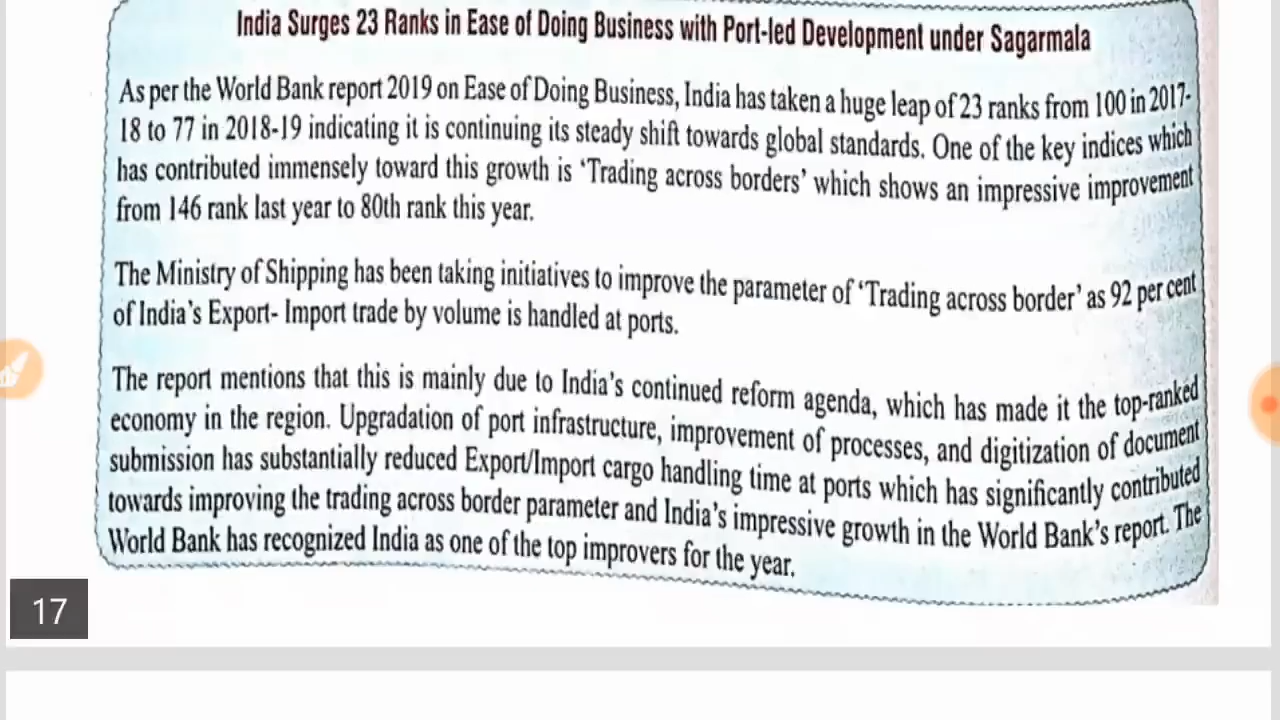 India Surges 23 Ranks in Ease of Doing Business with Port-led Development under Sagarmala
As per the World Bank report 2019 on Ease of Doing Business, India has taken a huge leap of 23 ranks from 100 in 2017-
18 to 77 in 2018-19 indicating it is continuing its steady shift towards global standards. One of the key indices which
has contributed immensely toward this growth is ‘Trading across borders’ which shows an impressive improvement
from 146 rank last year to 80th rank this year.
The Ministry of Shipping has been taking initiatives to improve the parameter of ‘Trading across border’ as 92 per cent
of India’s Export- Import trade by volume is handled at ports.
The report mentions that this is mainly due to India’s continued reform agenda, which has made it the top-ranked
economy in the region. Upgradation of port infrastructure, improvement of processes, and digitization of document
submission has substantially reduced Export/Import cargo handling time at ports which has significantly contributed
towards improving the trading across border parameter and India’s impressive growth in the World Bank’s report. The
World Bank has recognized India as one of the top improvers for the year.
17